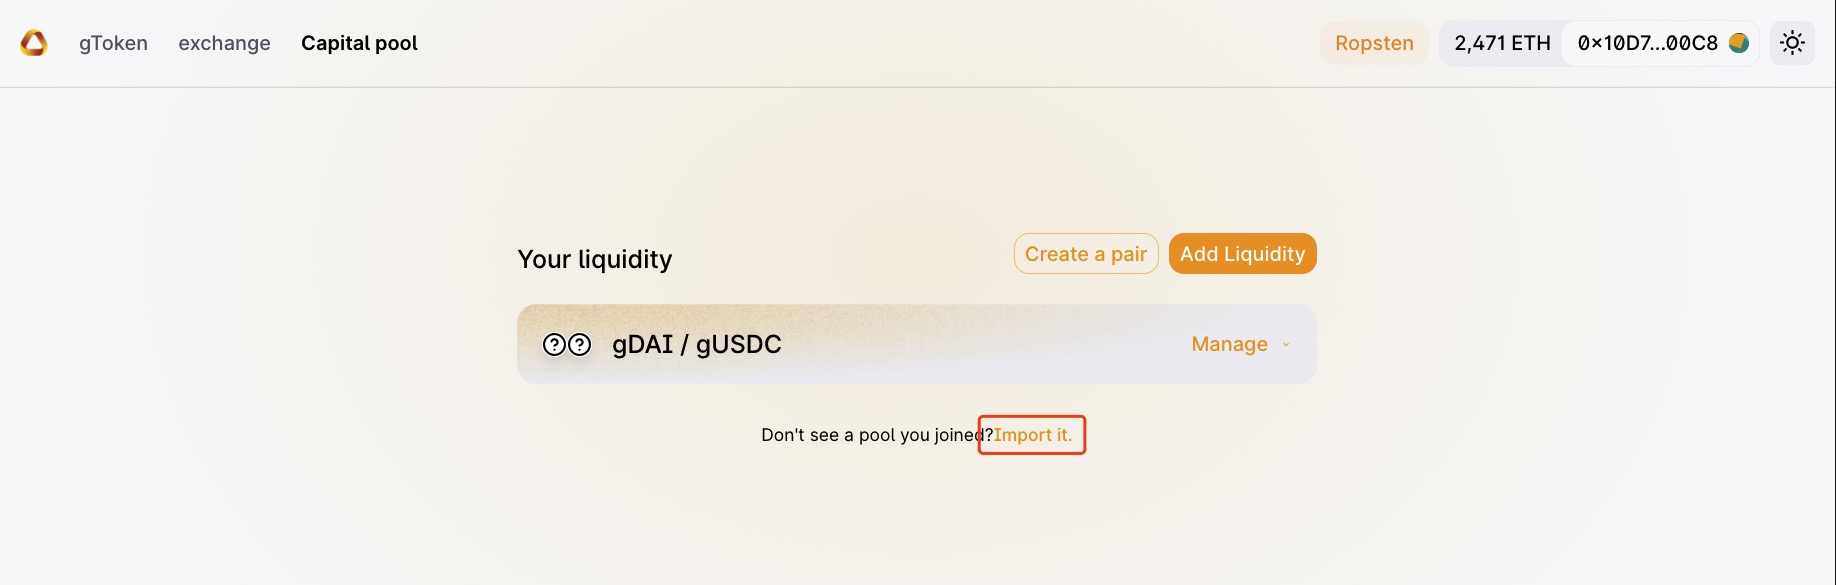 gToken exchange Capital pool Ropsten 2,471 ETH 0x10D7...00C8
Your liquidity Create a pair Add Liquidity
?? gDAI / gUSDC Manage
Don't see a pool you joined?Import it.